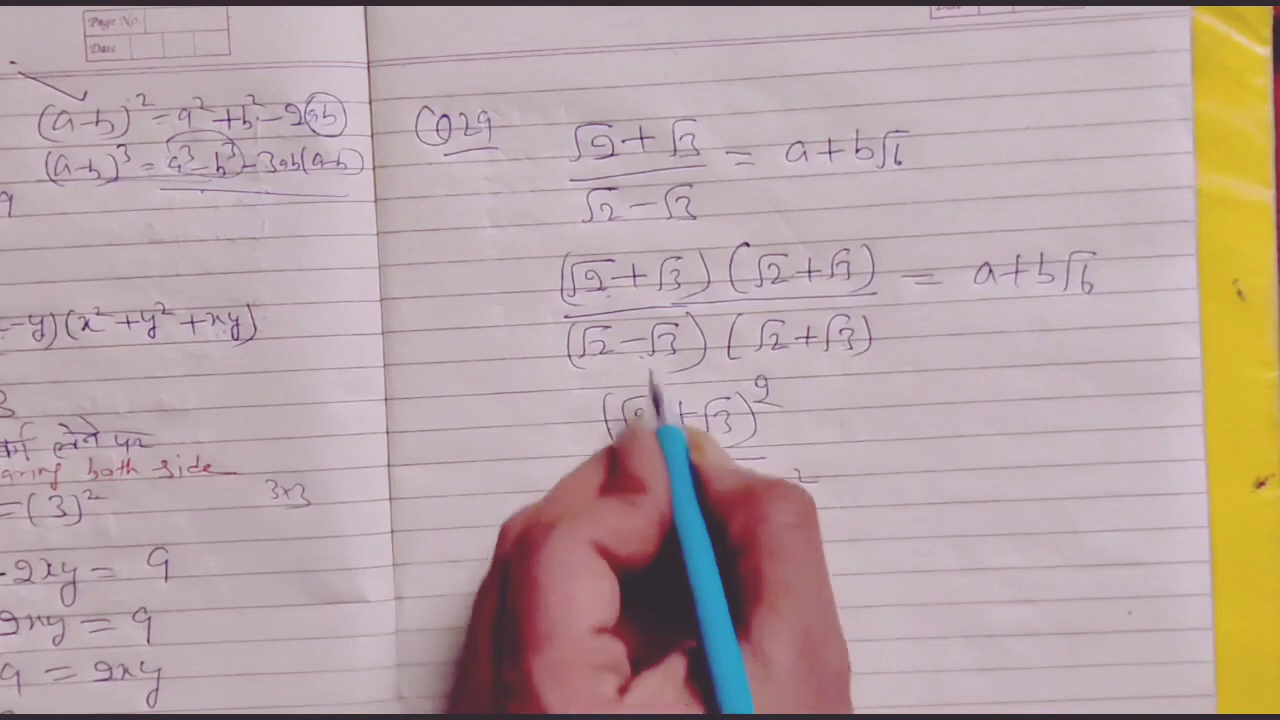 Page No.
Date
(a-b)² = a² + b² - 2ab
(a-b)³ = a³ - b³ - 3ab(a-b)
9
-y)(x² + y² + xy)
3
aring both side
= (3)²
3×3
- 2xy = 9
2xy = 9
9 = 2xy
Q29
√2 + √3
= a + b√6
√2 - √3
(√2 + √3) (√2 + √3)
= a + b√6
(√2 - √3) (√2 + √3)
+ √3)²
2